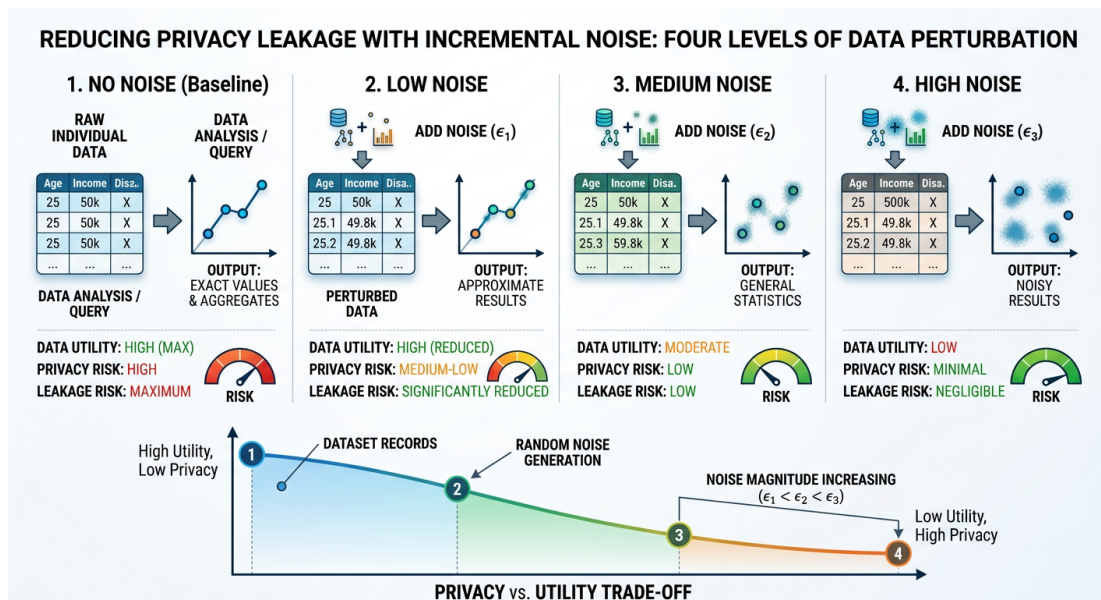 REDUCING PRIVACY LEAKAGE WITH INCREMENTAL NOISE: FOUR LEVELS OF DATA PERTURBATION
1. NO NOISE (Baseline)
RAW
INDIVIDUAL
DATA
DATA
ANALYSIS /
QUERY
Age Income Disa..
25 50k X
25 50k X
25 50k X
... ... ...
DATA ANALYSIS /
QUERY
OUTPUT:
EXACT VALUES
& AGGREGATES
DATA UTILITY: HIGH (MAX)
PRIVACY RISK: HIGH
LEAKAGE RISK: MAXIMUM
RISK
2. LOW NOISE
ADD NOISE (ϵ₁)
Age Income Disa..
25 50k X
25.1 49.8k X
25.2 49.8k X
... ... ...
PERTURBED
DATA
OUTPUT:
APPROXIMATE
RESULTS
DATA UTILITY: HIGH (REDUCED)
PRIVACY RISK: MEDIUM-LOW
LEAKAGE RISK: SIGNIFICANTLY REDUCED
3. MEDIUM NOISE
ADD NOISE (ϵ₂)
Age Income Disa.
25 50k X
25.1 49.8k X
25.3 59.8k X
... ... ...
OUTPUT:
GENERAL
STATISTICS
DATA UTILITY: MODERATE
PRIVACY RISK: LOW
LEAKAGE RISK: LOW
RISK
4. HIGH NOISE
ADD NOISE (ϵ₃)
Age Income Disa.
25 500k X
25.1 49.8k X
25.2 49.8k X
... ... ...
OUTPUT:
NOISY
RESULTS
DATA UTILITY: LOW
PRIVACY RISK: MINIMAL
LEAKAGE RISK: NEGLIGIBLE
RISK
High Utility,
Low Privacy
1
DATASET RECORDS
2
RANDOM NOISE
GENERATION
3
NOISE MAGNITUDE INCREASING
(ϵ₁ < ϵ₂ < ϵ₃)
4
Low Utility,
High Privacy
PRIVACY vs. UTILITY TRADE-OFF